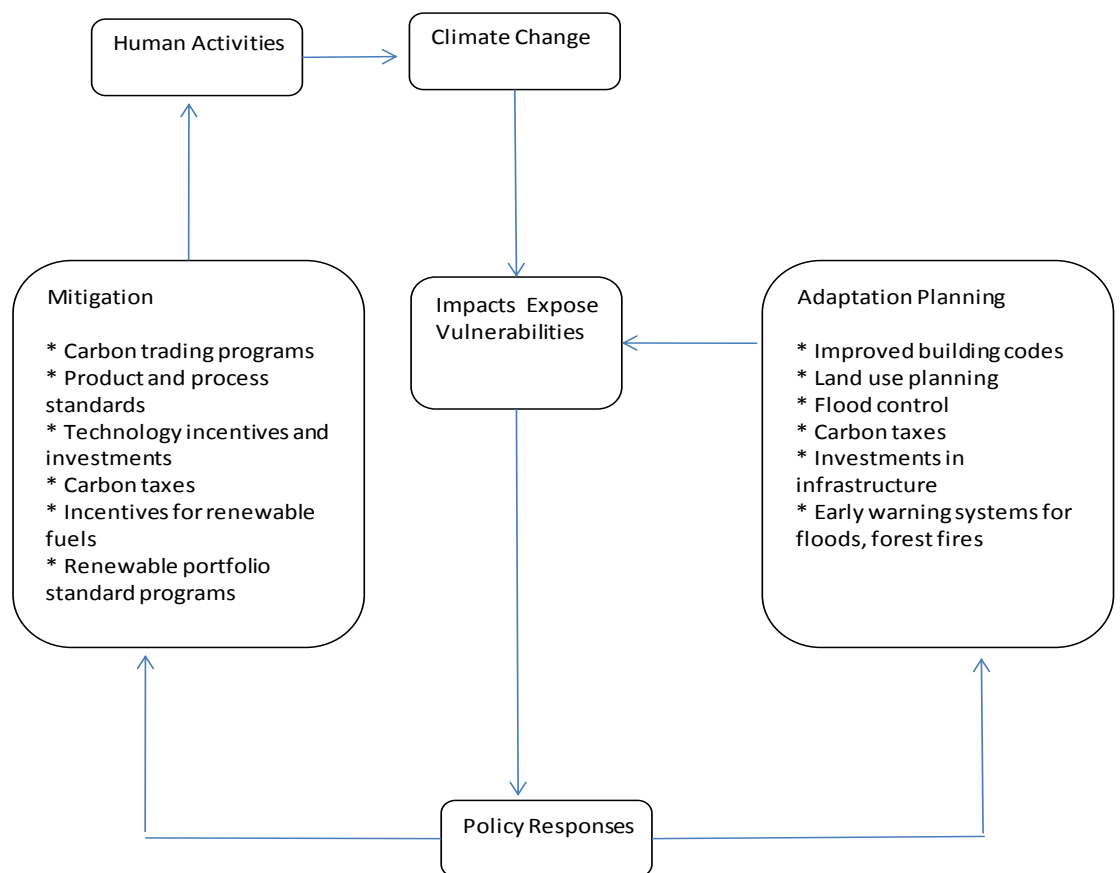 Human Activities
Climate Change
Mitigation
* Carbon trading programs
* Product and process
standards
* Technology incentives and
investments
* Carbon taxes
* Incentives for renewable
fuels
* Renewable portfolio
standard programs
Impacts Expose
Vulnerabilities
Adaptation Planning
* Improved building codes
* Land use planning
* Flood control
* Carbon taxes
* Investments in
infrastructure
* Early warning systems for
floods, forest fires
Policy Responses